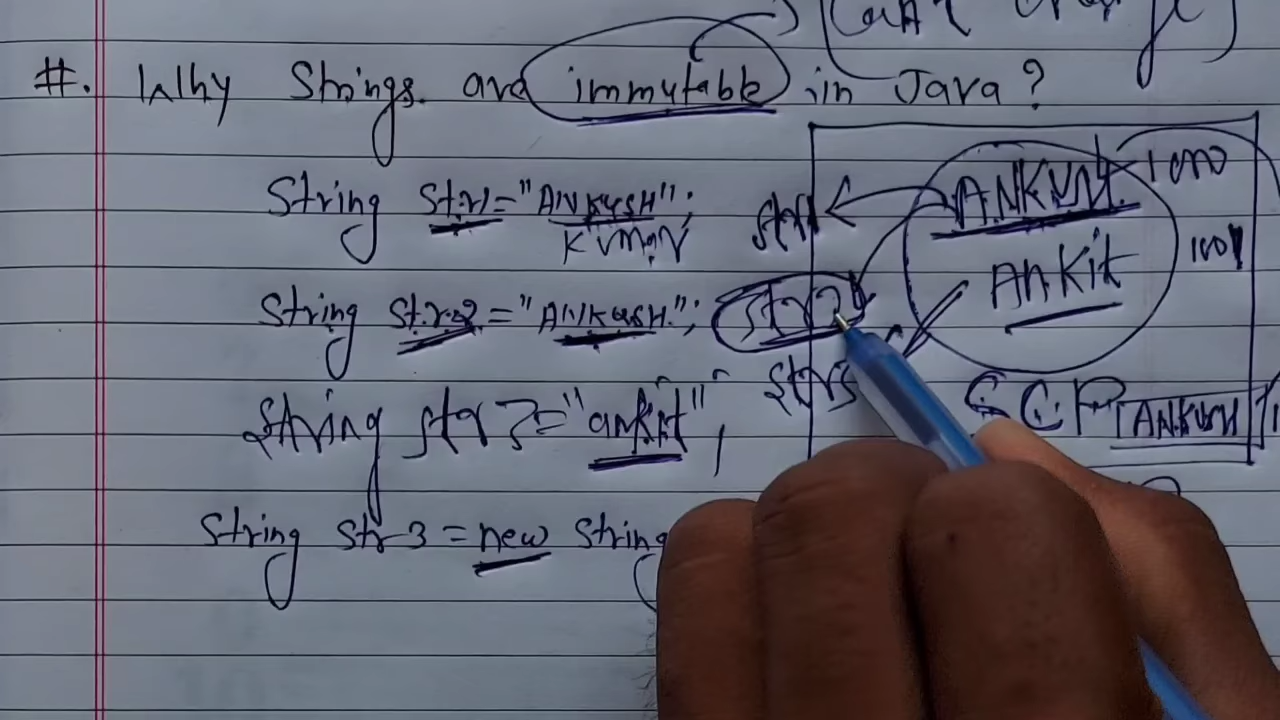 #. Why Strings are immutable in Java?
String str1 = "ANKUSH";
KUMAR
str1
ANKUSH 1000
Ankit 1001
String str2 = "ANKUSH"; str2
String str3 = "ankit"; str3
SCP ANKUSH
String str3 = new String